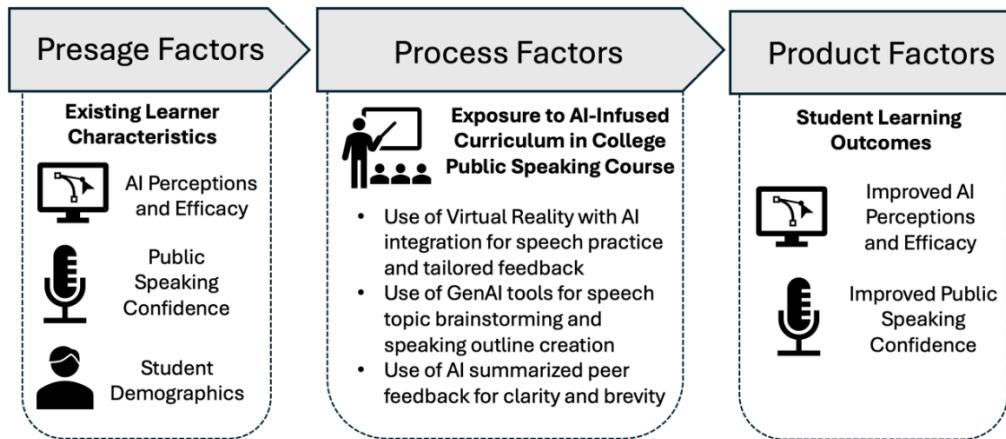 Presage Factors
Existing Learner
Characteristics
AI Perceptions
and Efficacy
Public
Speaking
Confidence
Student
Demographics
Process Factors
Exposure to AI-Infused
Curriculum in College
Public Speaking Course
• Use of Virtual Reality with AI
integration for speech practice
and tailored feedback
• Use of GenAI tools for speech
topic brainstorming and
speaking outline creation
• Use of AI summarized peer
feedback for clarity and brevity
Product Factors
Student Learning
Outcomes
Improved AI
Perceptions
and Efficacy
Improved Public
Speaking
Confidence